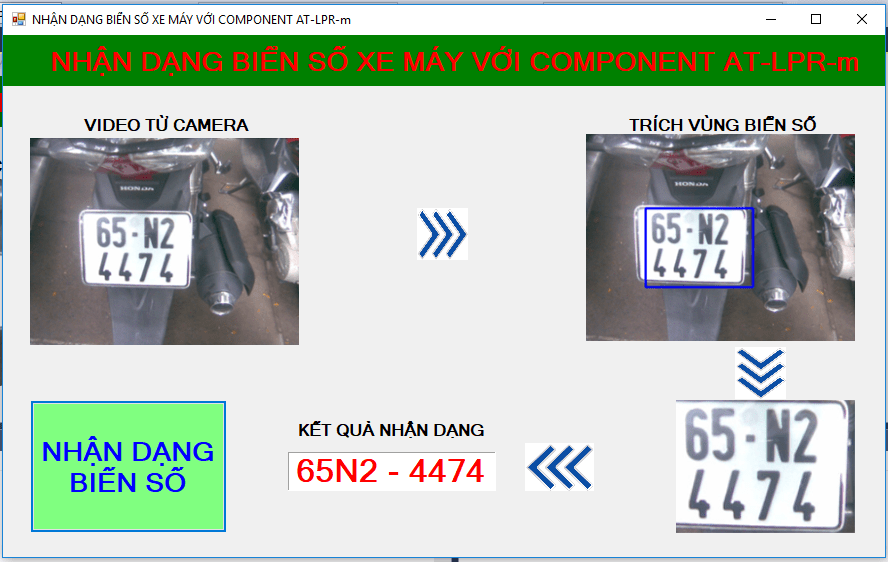 NHẬN DẠNG BIỂN SỐ XE MÁY VỚI COMPONENT AT-LPR-m
NHẬN DẠNG BIỂN SỐ XE MÁY VỚI COMPONENT AT-LPR-m
VIDEO TỪ CAMERA
HONDA
65-N2
4474
TRÍCH VÙNG BIỂN SỐ
HONDA
65-N2
4474
65-N2
4474
KẾT QUẢ NHẬN DẠNG
65N2 - 4474
NHẬN DẠNG
BIỂN SỐ